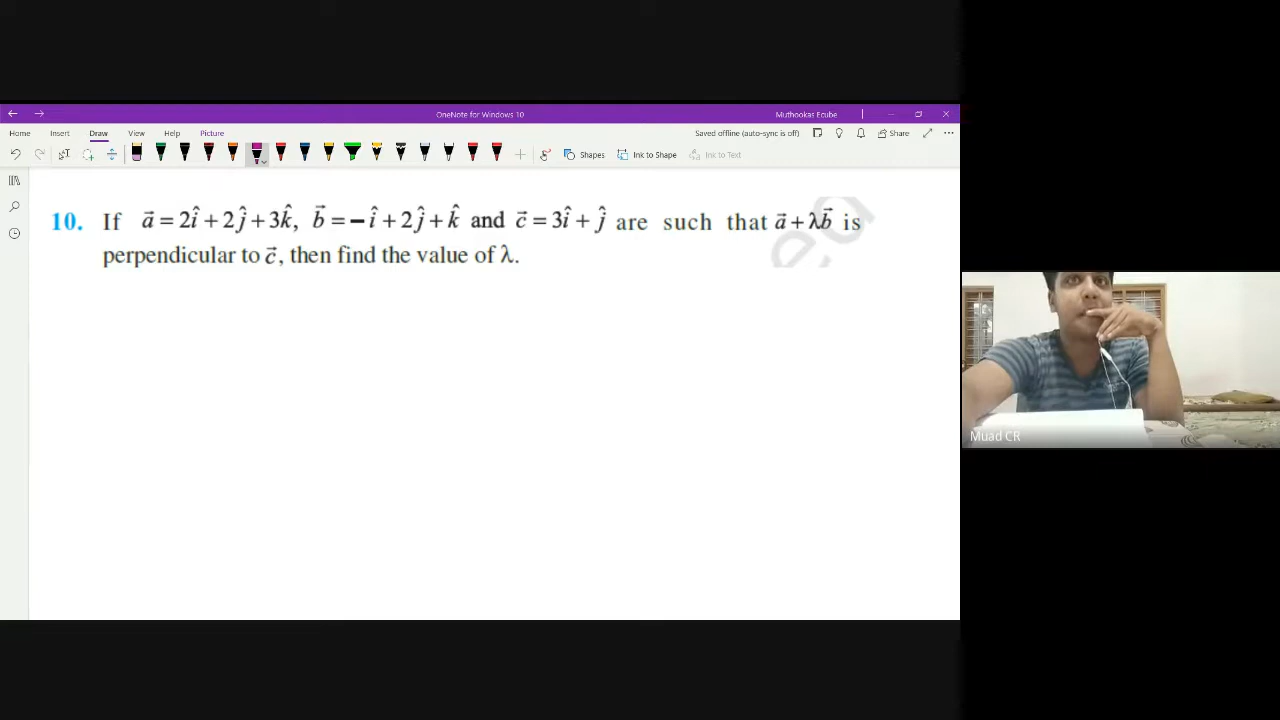 OneNote for Windows 10
Muthookas Ecube
Home Insert Draw View Help Picture
Saved offline (auto-sync is off)
Share
Shapes
Ink to Shape
Ink to Text
10. If a⃗ = 2î + 2ĵ + 3k̂, b⃗ = −î + 2ĵ + k̂ and c⃗ = 3î + ĵ are such that a⃗ + λb⃗ is
perpendicular to c⃗, then find the value of λ.
Muad CR